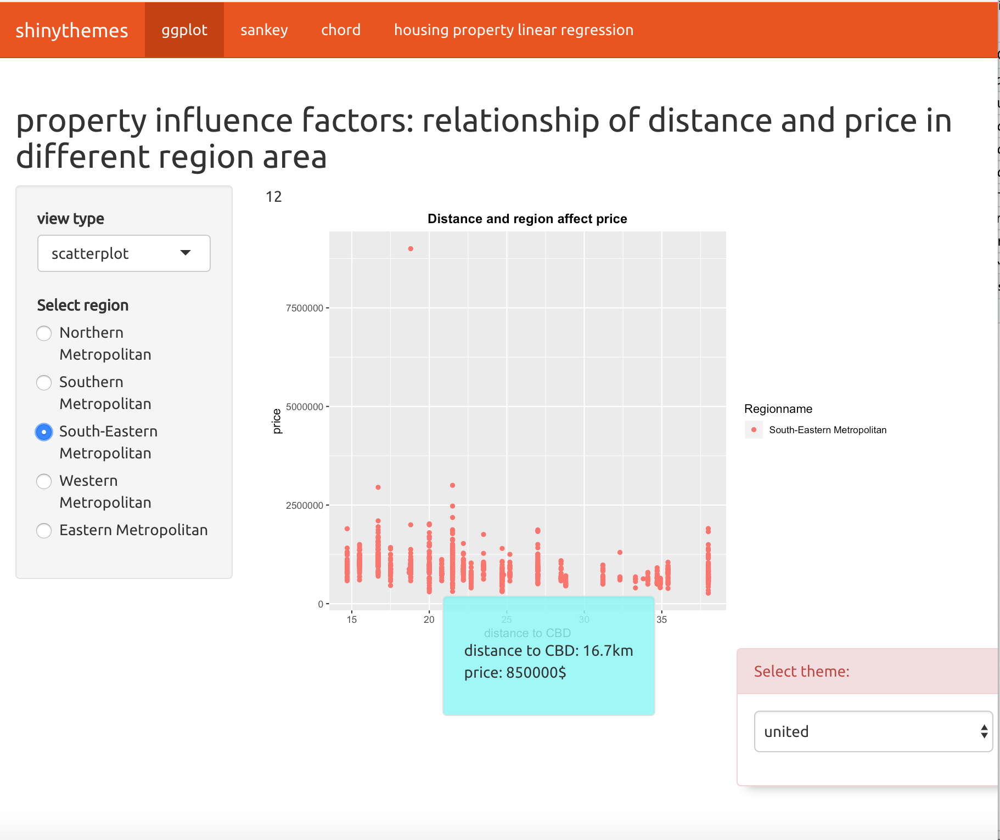 shinythemes ggplot sankey chord housing property linear regression
property influence factors: relationship of distance and price in
different region area
view type
scatterplot
Select region
Northern
Metropolitan
Southern
Metropolitan
South-Eastern
Metropolitan
Western
Metropolitan
Eastern Metropolitan
12
Distance and region affect price
price
7500000
5000000
2500000
0
15 20 25 30 35
distance to CBD
Regionname
South-Eastern Metropolitan
distance to CBD: 16.7km
price: 850000$
Select theme:
united